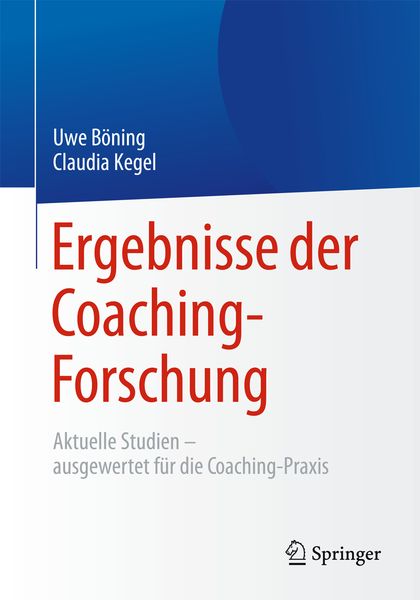 Uwe Böning
Claudia Kegel
Ergebnisse der
Coaching-
Forschung
Aktuelle Studien –
ausgewertet für die Coaching-Praxis
Springer